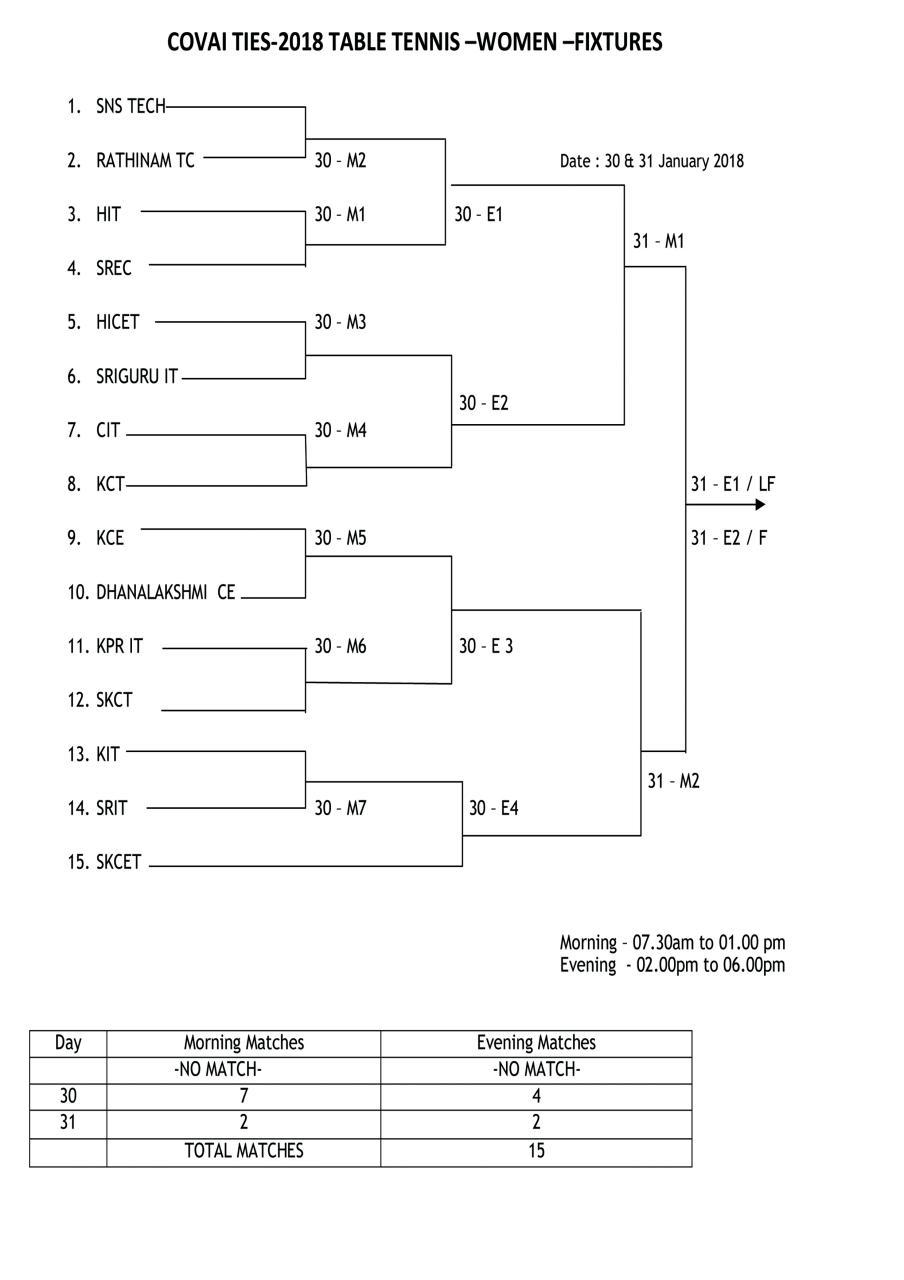 COVAI TIES-2018 TABLE TENNIS –WOMEN –FIXTURES
1. SNS TECH
2. RATHINAM TC 30 - M2 Date : 30 & 31 January 2018
3. HIT 30 - M1 30 - E1
31 - M1
4. SREC
5. HICET 30 - M3
6. SRIGURU IT
30 - E2
7. CIT 30 - M4
8. KCT 31 - E1 / LF
9. KCE 30 - M5 31 - E2 / F
10. DHANALAKSHMI CE
11. KPR IT 30 - M6 30 - E 3
12. SKCT
13. KIT
31 - M2
14. SRIT 30 - M7 30 - E4
15. SKCET
Morning - 07.30am to 01.00 pm
Evening - 02.00pm to 06.00pm
Day Morning Matches Evening Matches
-NO MATCH- -NO MATCH-
30 7 4
31 2 2
TOTAL MATCHES 15